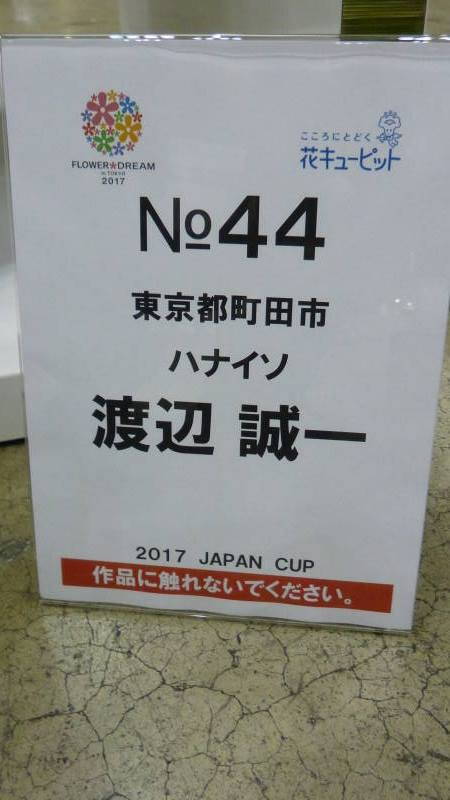 FLOWER*DREAM
in TOKYO
2017
こころにとどく
花キューピット
№44
東京都町田市
ハナイソ
渡辺 誠一
2017 JAPAN CUP
作品に触れないでください。